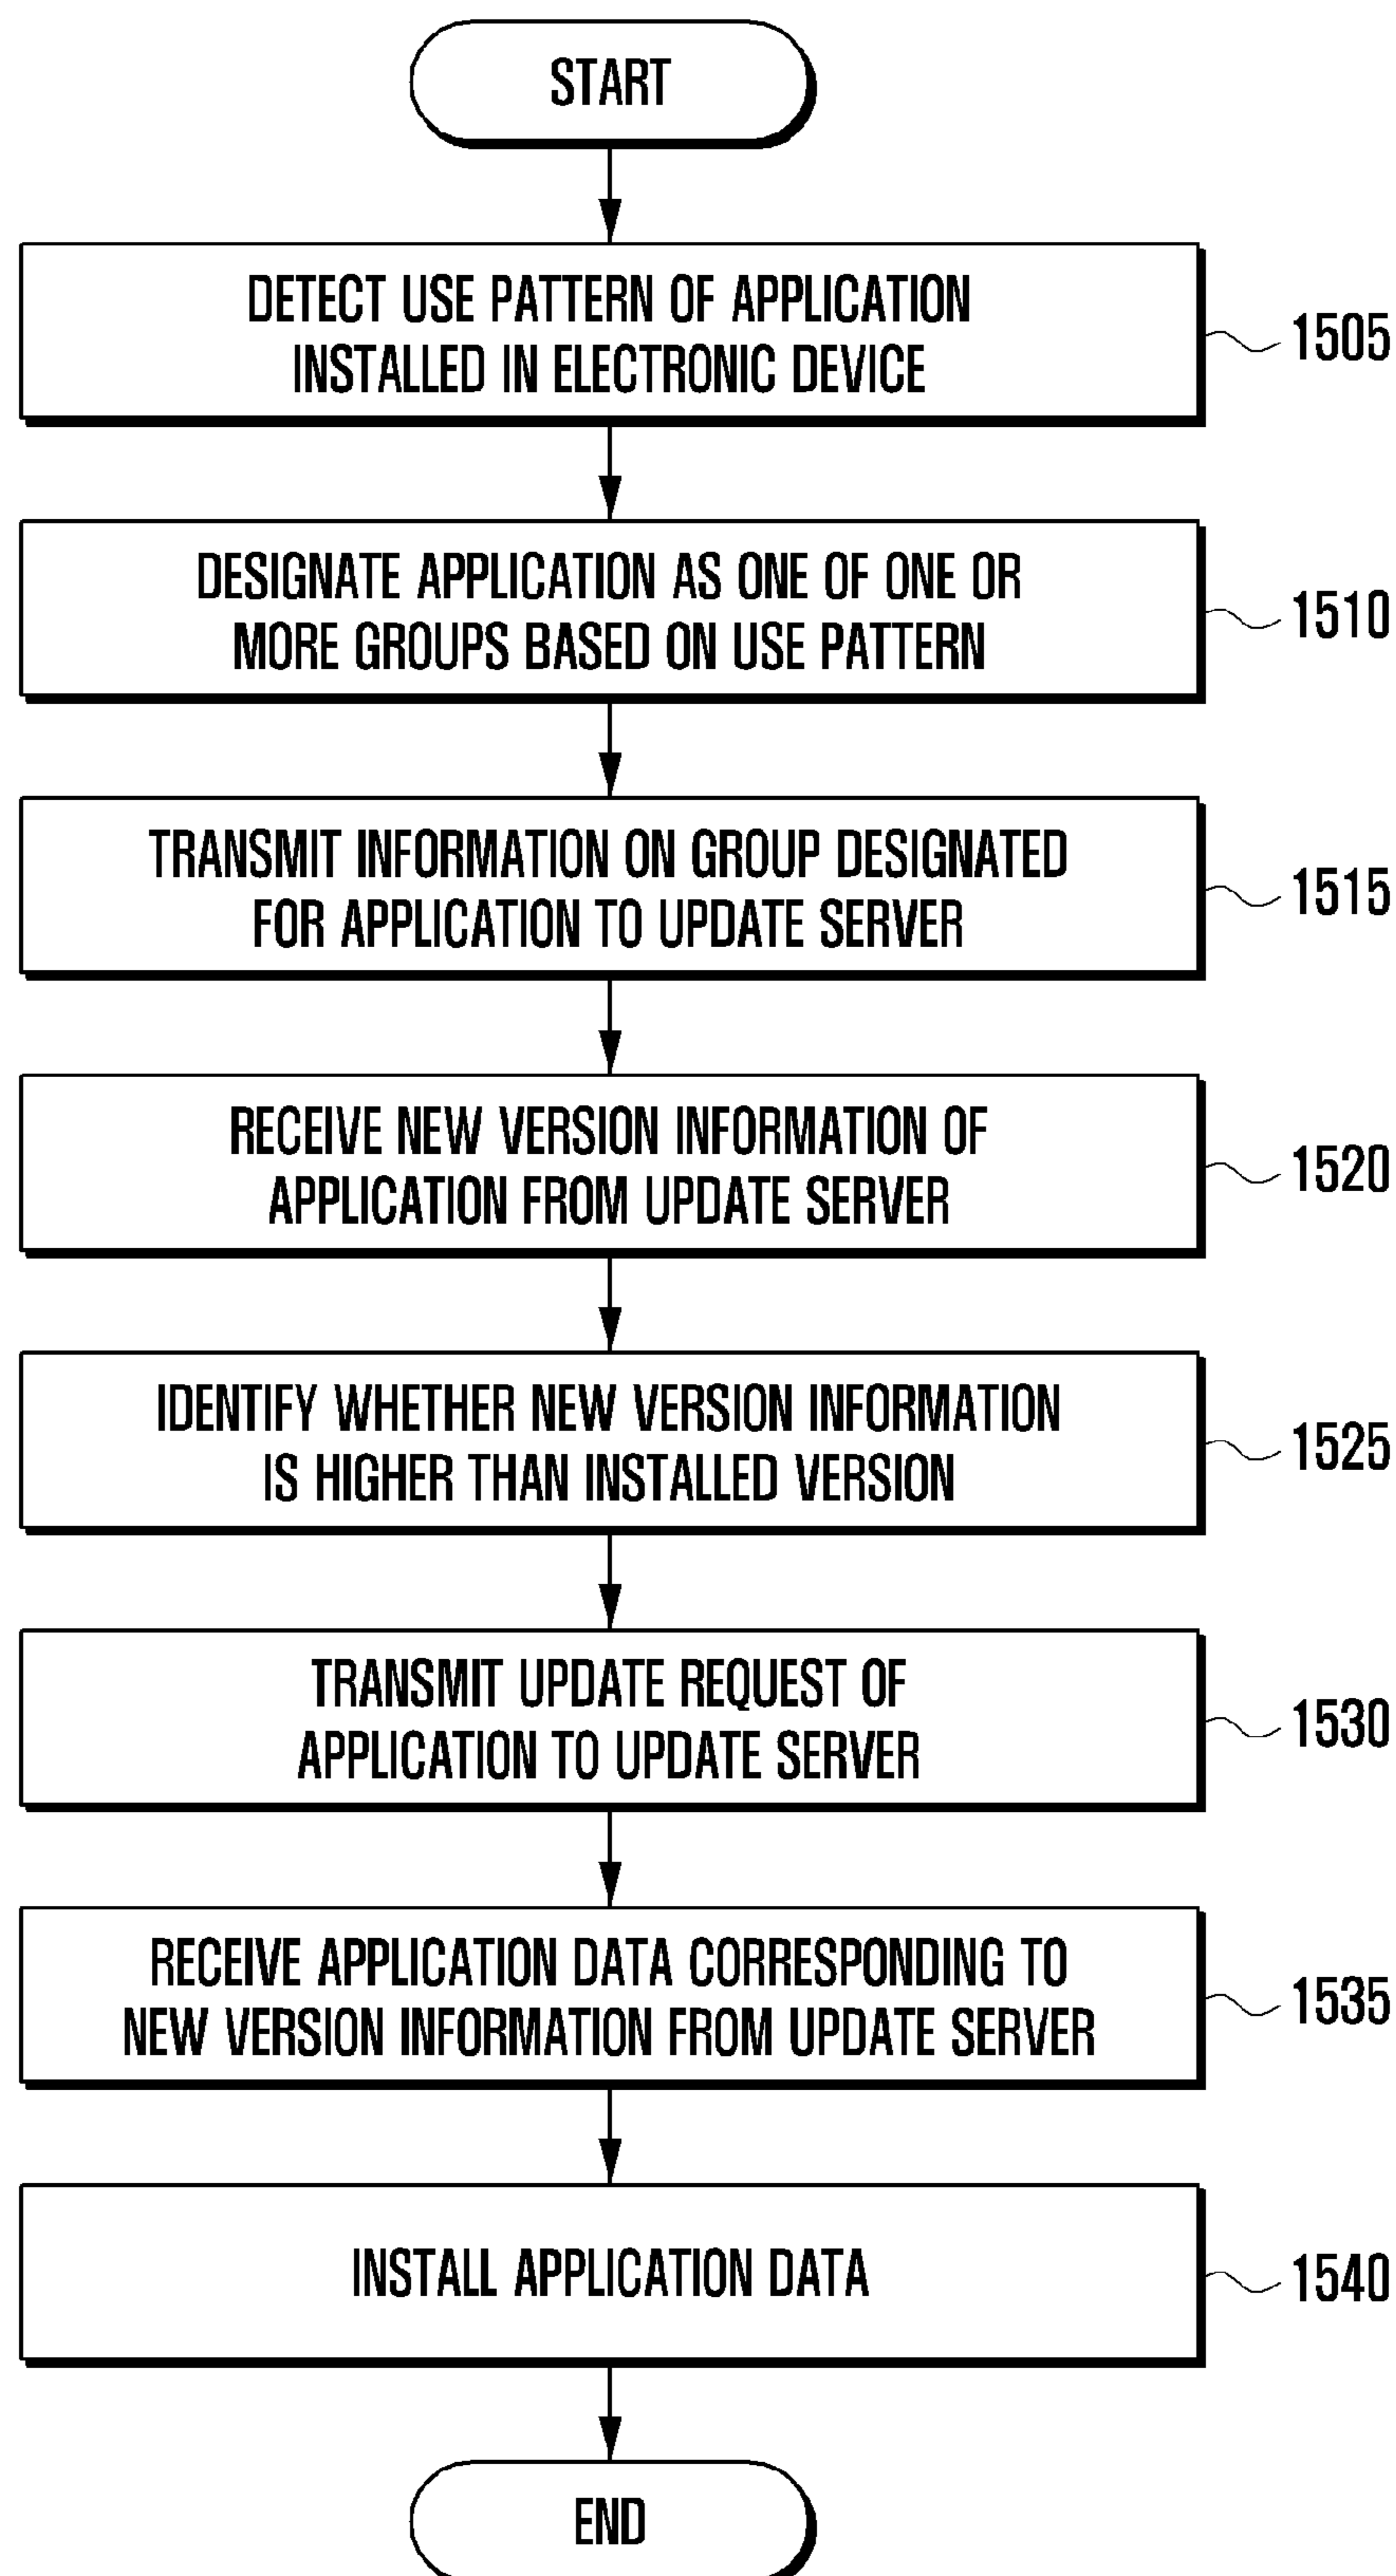 START
DETECT USE PATTERN OF APPLICATION
INSTALLED IN ELECTRONIC DEVICE
1505
DESIGNATE APPLICATION AS ONE OF ONE OR
MORE GROUPS BASED ON USE PATTERN
1510
TRANSMIT INFORMATION ON GROUP DESIGNATED
FOR APPLICATION TO UPDATE SERVER
1515
RECEIVE NEW VERSION INFORMATION OF
APPLICATION FROM UPDATE SERVER
1520
IDENTIFY WHETHER NEW VERSION INFORMATION
IS HIGHER THAN INSTALLED VERSION
1525
TRANSMIT UPDATE REQUEST OF
APPLICATION TO UPDATE SERVER
1530
RECEIVE APPLICATION DATA CORRESPONDING TO
NEW VERSION INFORMATION FROM UPDATE SERVER
1535
INSTALL APPLICATION DATA
1540
END